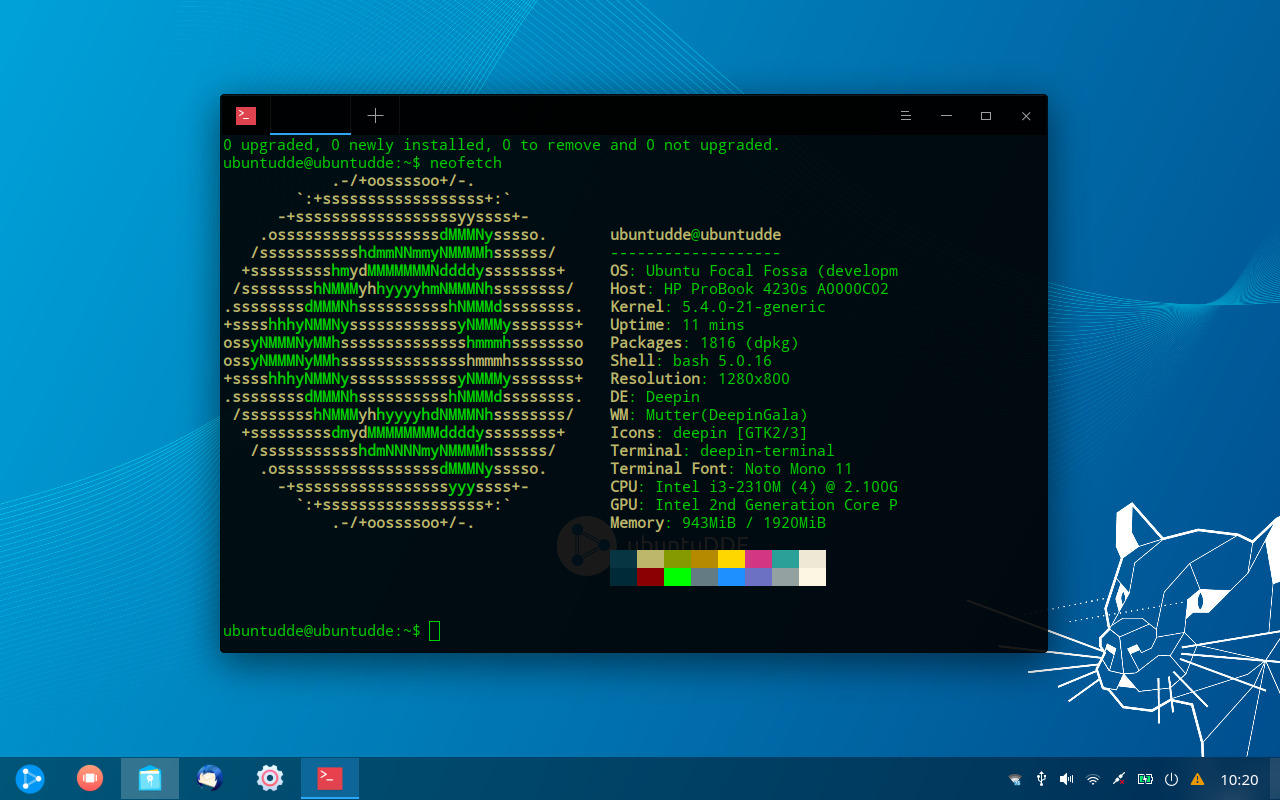 0 upgraded, 0 newly installed, 0 to remove and 0 not upgraded.
ubuntudde@ubuntudde:~$ neofetch
.-/+oossssoo+/-.
`:+ssssssssssssssssss+:`
-+ssssssssssssssssssyyssss+-
.ossssssssssssssssssdMMMNysssso. ubuntudde@ubuntudde
/ssssssssssshdmmNNmmyNMMMMhssssss/ -------------------
+ssssssssshmydMMMMMMMNddddyssssssss+ OS: Ubuntu Focal Fossa (developm
/sssssssshNMMMyhhyyyyhmNMMMNhssssssss/ Host: HP ProBook 4230s A0000C02
.ssssssssdMMMNhsssssssssshNMMMdssssssss. Kernel: 5.4.0-21-generic
+sssshhhyNMMNyssssssssssssyNMMMysssssss+ Uptime: 11 mins
ossyNMMMNyMMhsssssssssssssshmmmhssssssso Packages: 1816 (dpkg)
ossyNMMMNyMMhsssssssssssssshmmmhssssssso Shell: bash 5.0.16
+sssshhhyNMMNyssssssssssssyNMMMysssssss+ Resolution: 1280x800
.ssssssssdMMMNhsssssssssshNMMMdssssssss. DE: Deepin
/sssssssshNMMMyhhyyyyhdNMMMNhssssssss/ WM: Mutter(DeepinGala)
+sssssssssdmydMMMMMMMMddddyssssssss+ Icons: deepin [GTK2/3]
/ssssssssssshdmNNNNmyNMMMMhssssss/ Terminal: deepin-terminal
.ossssssssssssssssssdMMMNysssso. Terminal Font: Noto Mono 11
-+sssssssssssssssssyyyssss+- CPU: Intel i3-2310M (4) @ 2.100G
`:+ssssssssssssssssss+:` GPU: Intel 2nd Generation Core P
.-/+oossssoo+/-. Memory: 943MiB / 1920MiB
ubuntuDDE
ubuntudde@ubuntudde:~$
10:20